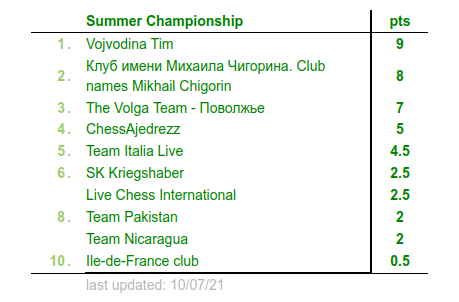 Summer Championship pts
1. Vojvodina Tim 9
2. Клуб имени Михаила Чигорина. Club 8
names Mikhail Chigorin
3. The Volga Team - Поволжье 7
4. ChessAjedrezz 5
5. Team Italia Live 4.5
6. SK Kriegshaber 2.5
Live Chess International 2.5
8. Team Pakistan 2
Team Nicaragua 2
10. Ile-de-France club 0.5
last updated: 10/07/21